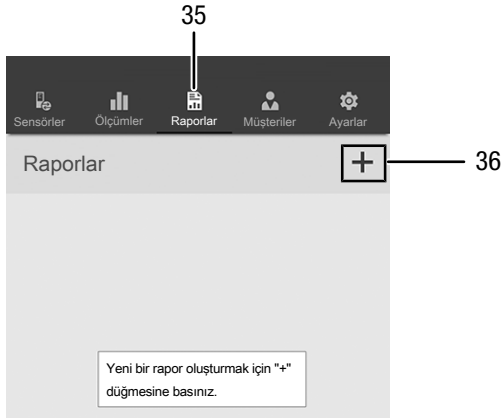 35
Sensörler Ölçümler Raporlar Müşteriler Ayarlar
Raporlar +
36
Yeni bir rapor oluşturmak için "+"
düğmesine basınız.